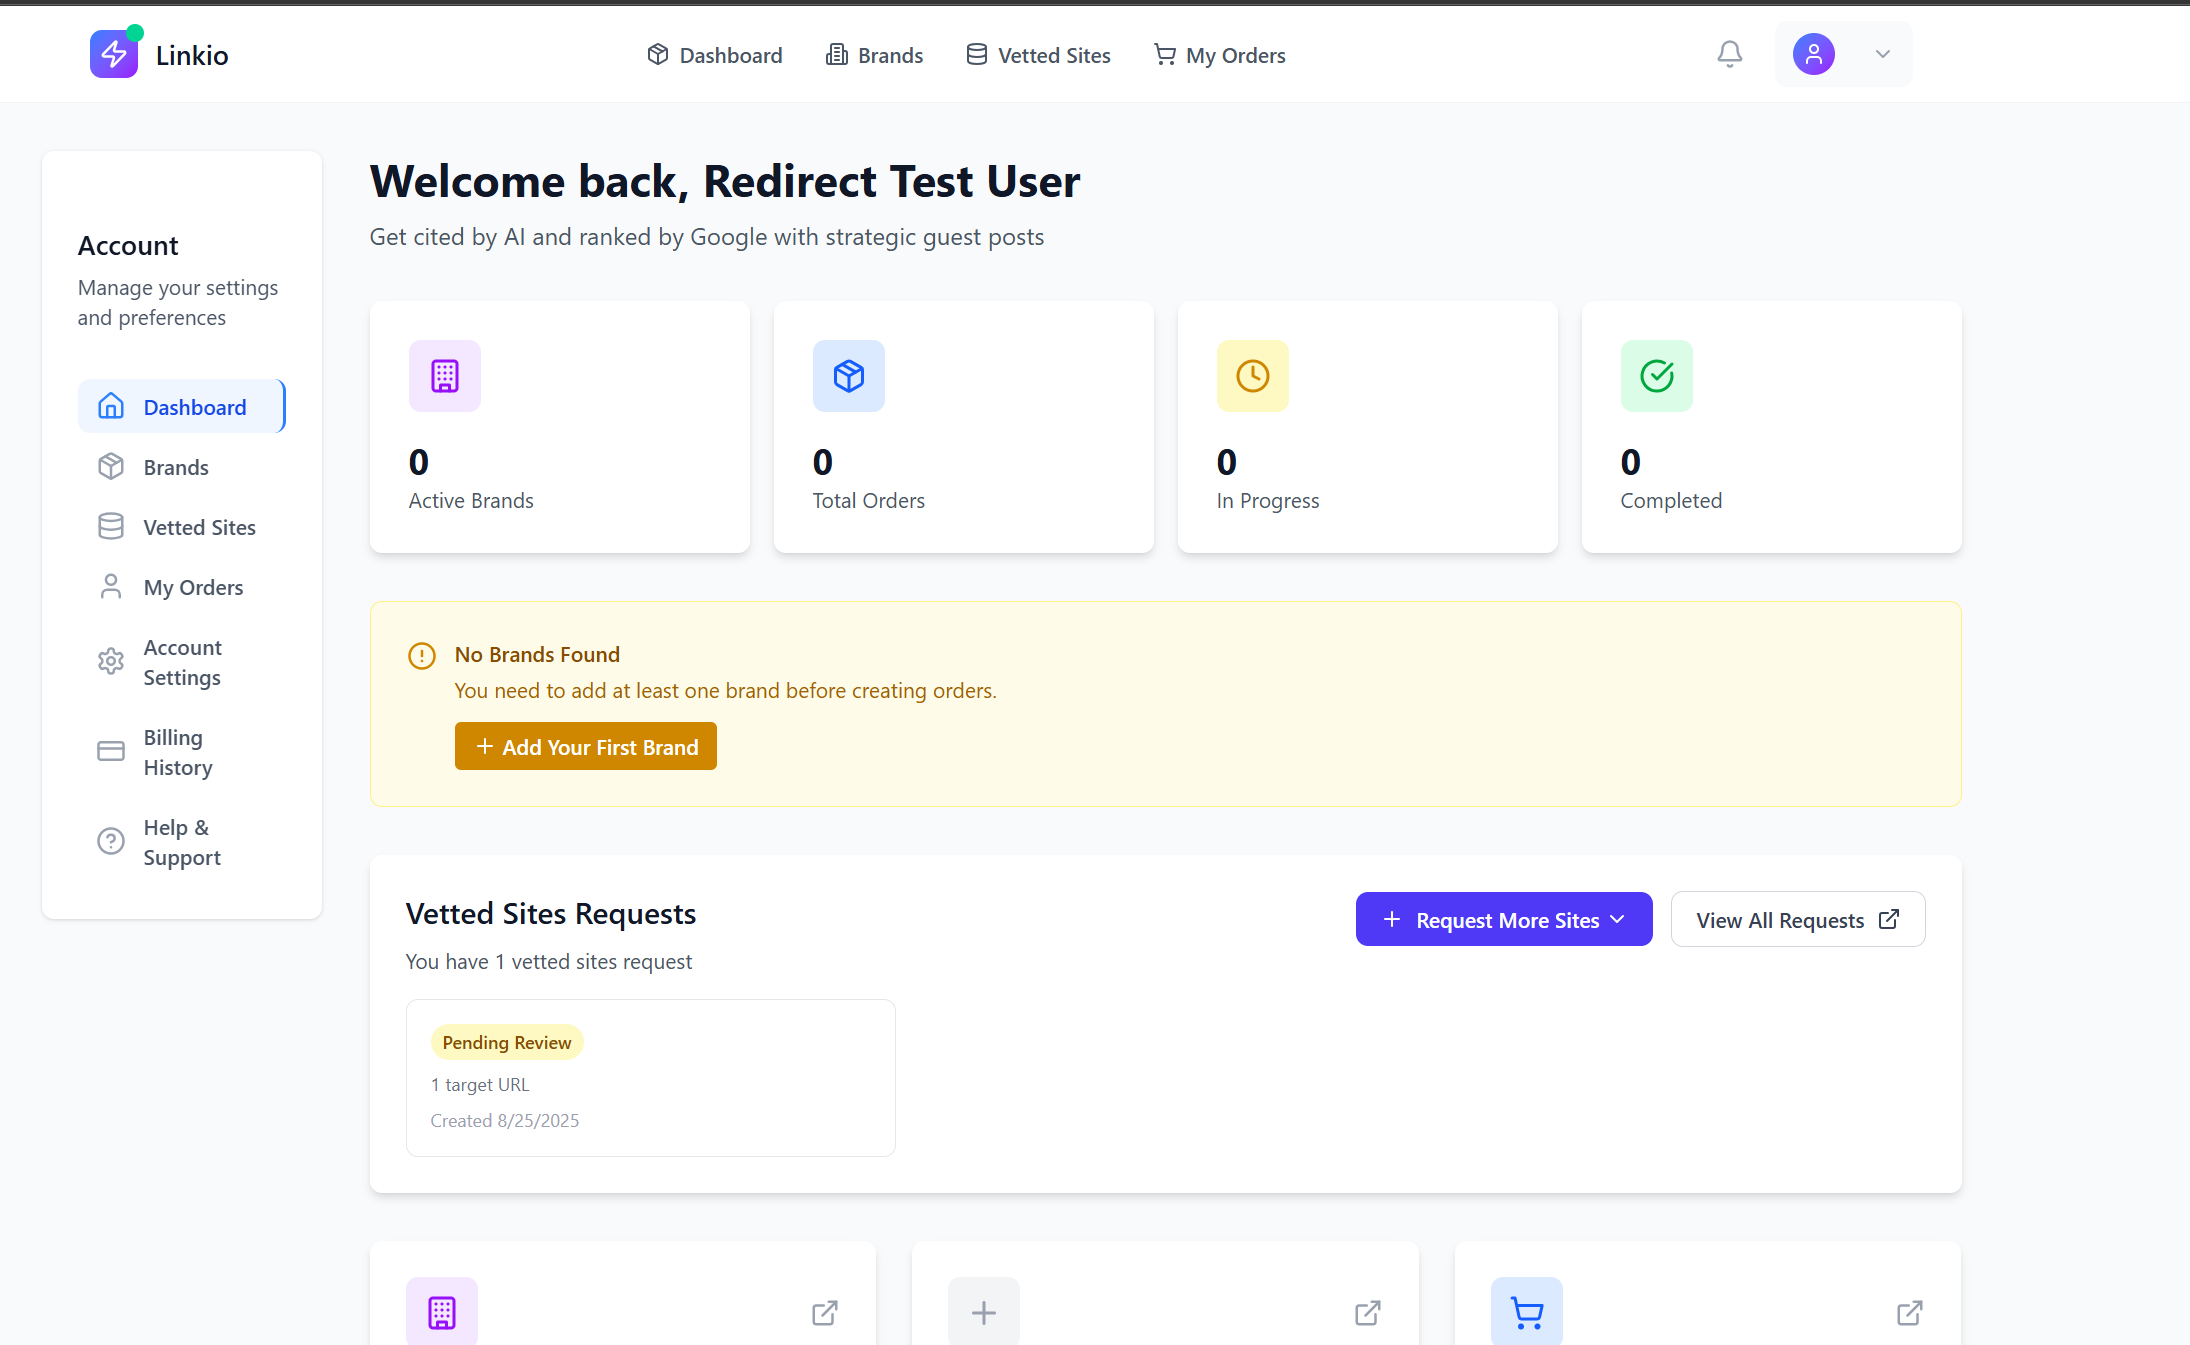 Linkio
Dashboard
Brands
Vetted Sites
My Orders
Account
Manage your settings
and preferences
Dashboard
Brands
Vetted Sites
My Orders
Account
Settings
Billing
History
Help &
Support
Welcome back, Redirect Test User
Get cited by AI and ranked by Google with strategic guest posts
0
Active Brands
0
Total Orders
0
In Progress
0
Completed
No Brands Found
You need to add at least one brand before creating orders.
+ Add Your First Brand
Vetted Sites Requests
You have 1 vetted sites request
+ Request More Sites
View All Requests
Pending Review
1 target URL
Created 8/25/2025